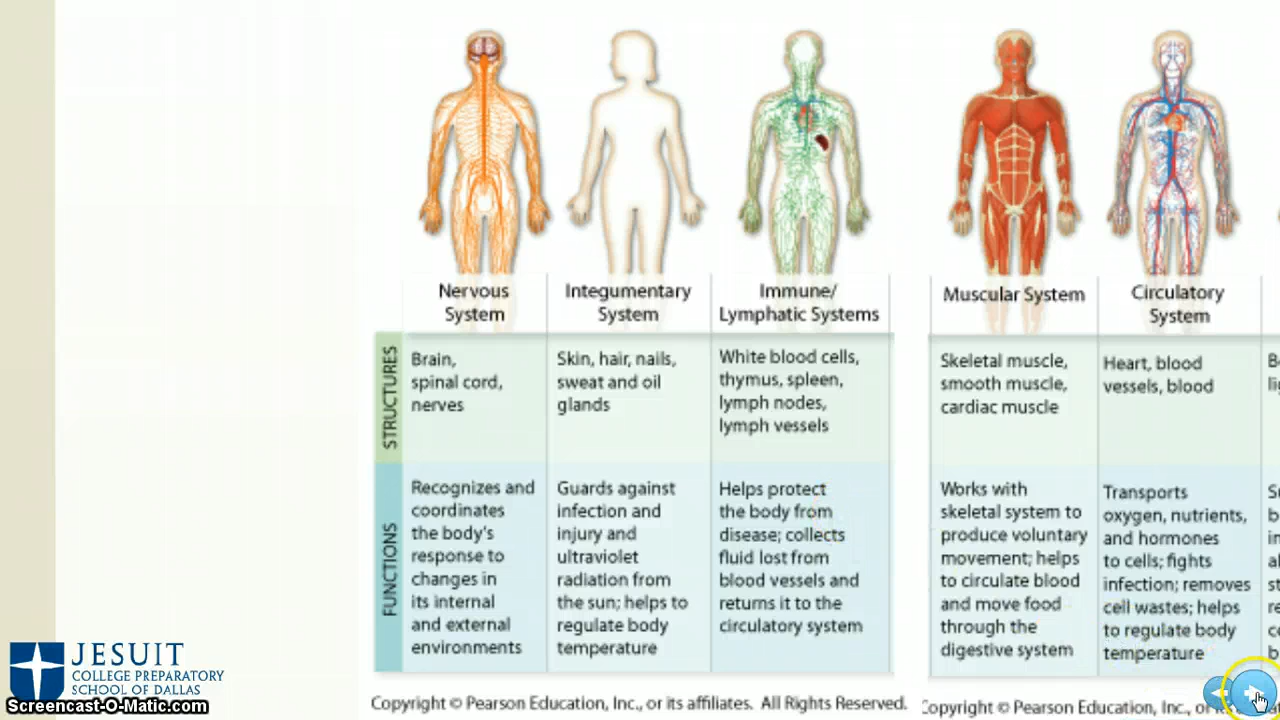 Nervous
System
Integumentary
System
Immune/
Lymphatic Systems
Muscular System
Circulatory
System
STRUCTURES
Brain,
spinal cord,
nerves
Skin, hair, nails,
sweat and oil
glands
White blood cells,
thymus, spleen,
lymph nodes,
lymph vessels
Skeletal muscle,
smooth muscle,
cardiac muscle
Heart, blood
vessels, blood
FUNCTIONS
Recognizes and
coordinates
the body's
response to
changes in
its internal
and external
environments
Guards against
infection and
injury and
ultraviolet
radiation from
the sun; helps to
regulate body
temperature
Helps protect
the body from
disease; collects
fluid lost from
blood vessels and
returns it to the
circulatory system
Works with
skeletal system to
produce voluntary
movement; helps
to circulate blood
and move food
through the
digestive system
Transports
oxygen, nutrients,
and hormones
to cells; fights
infection; removes
cell wastes; helps
to regulate body
temperature
Copyright © Pearson Education, Inc., or its affiliates. All Rights Reserved.
Copyright © Pearson Education, Inc., or
JESUIT
COLLEGE PREPARATORY
SCHOOL OF DALLAS
Screencast-O-Matic.com